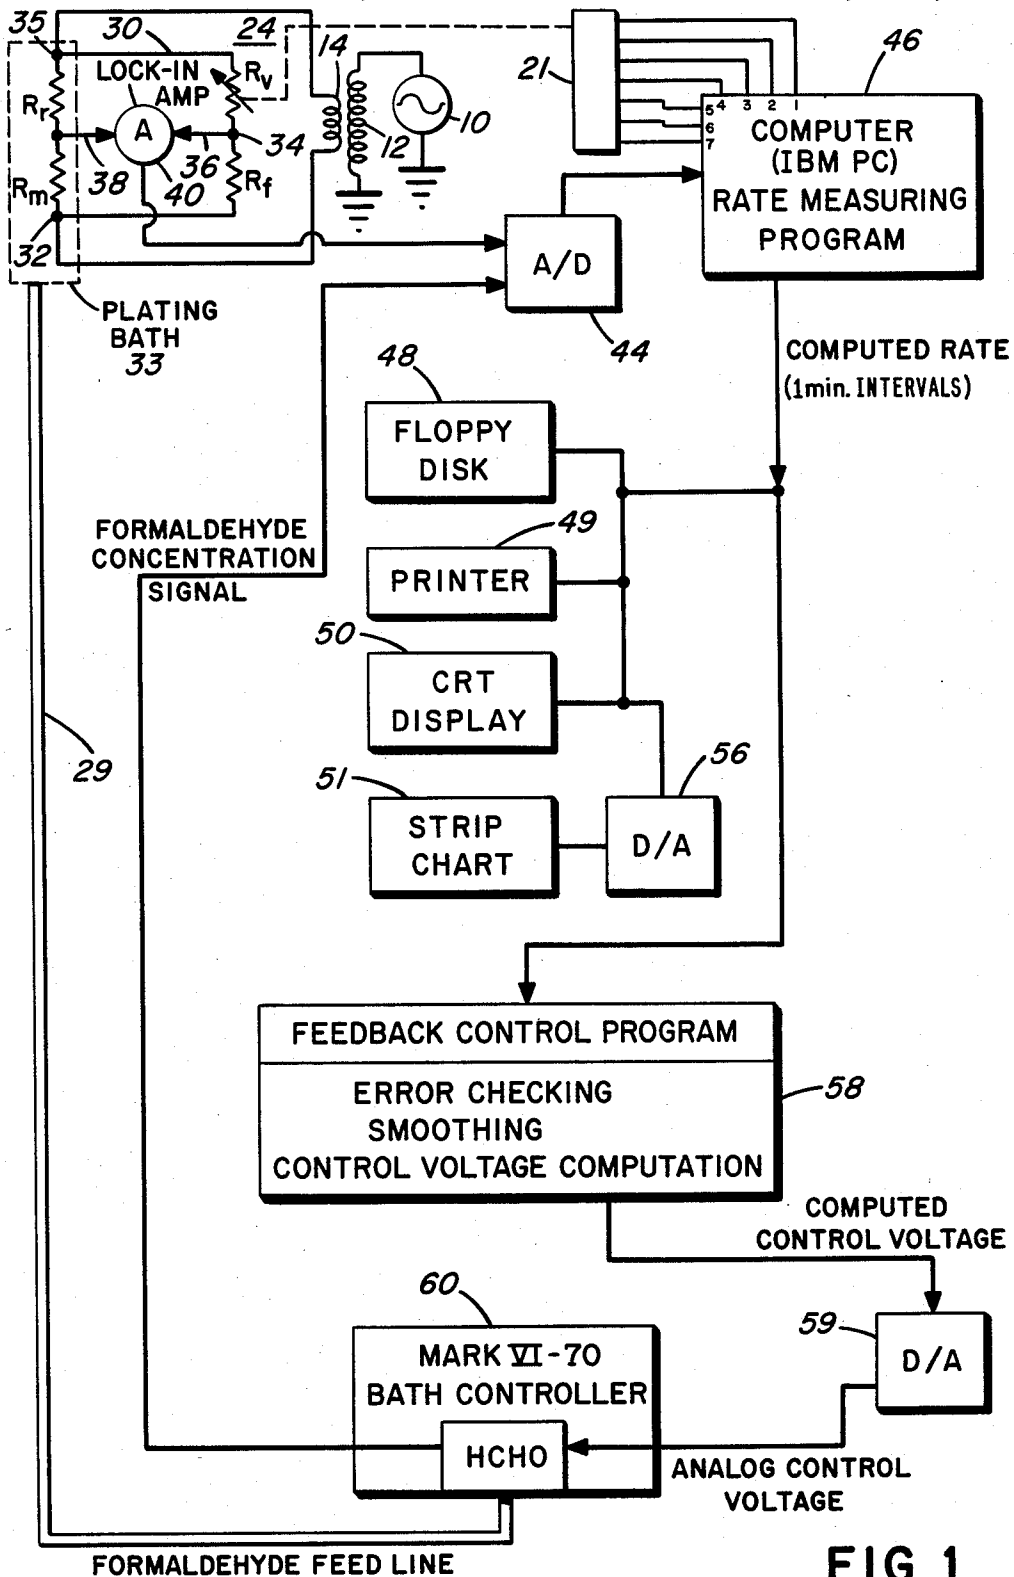 35
30
24
14
21
46
LOCK-IN
AMP
Rv
Rr
A
36
34
12
10
38
40
Rm
Rf
32
5 4 3 2 1
6
7
COMPUTER
(IBM PC)
RATE MEASURING
PROGRAM
A/D
44
PLATING
BATH
33
COMPUTED RATE
(1min. INTERVALS)
48
FLOPPY
DISK
FORMALDEHYDE
CONCENTRATION
SIGNAL
49
PRINTER
50
CRT
DISPLAY
29
51
STRIP
CHART
56
D/A
FEEDBACK CONTROL PROGRAM
ERROR CHECKING
SMOOTHING
CONTROL VOLTAGE COMPUTATION
58
COMPUTED
CONTROL VOLTAGE
60
MARK VI-70
BATH CONTROLLER
HCHO
59
D/A
ANALOG CONTROL
VOLTAGE
FORMALDEHYDE FEED LINE
FIG 1